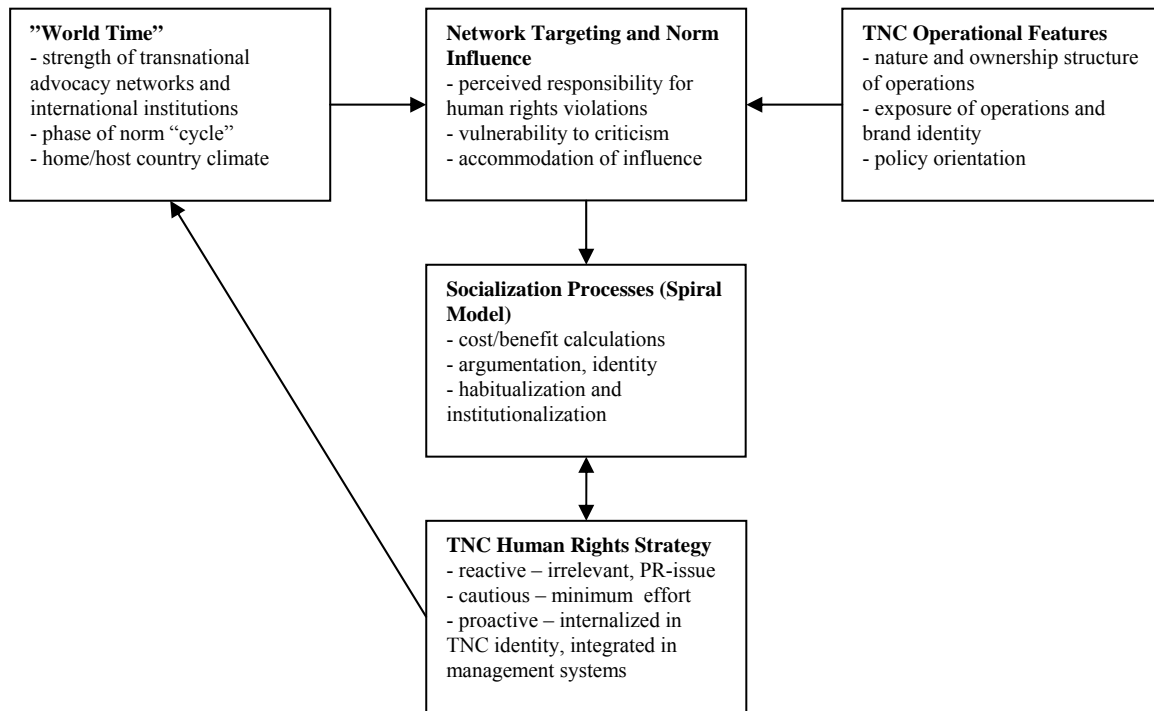 ”World Time”
- strength of transnational
advocacy networks and
international institutions
- phase of norm “cycle”
- home/host country climate
Network Targeting and Norm
Influence
- perceived responsibility for
human rights violations
- vulnerability to criticism
- accommodation of influence
TNC Operational Features
- nature and ownership structure
of operations
- exposure of operations and
brand identity
- policy orientation
Socialization Processes (Spiral
Model)
- cost/benefit calculations
- argumentation, identity
- habitualization and
institutionalization
TNC Human Rights Strategy
- reactive – irrelevant, PR-issue
- cautious – minimum effort
- proactive – internalized in
TNC identity, integrated in
management systems